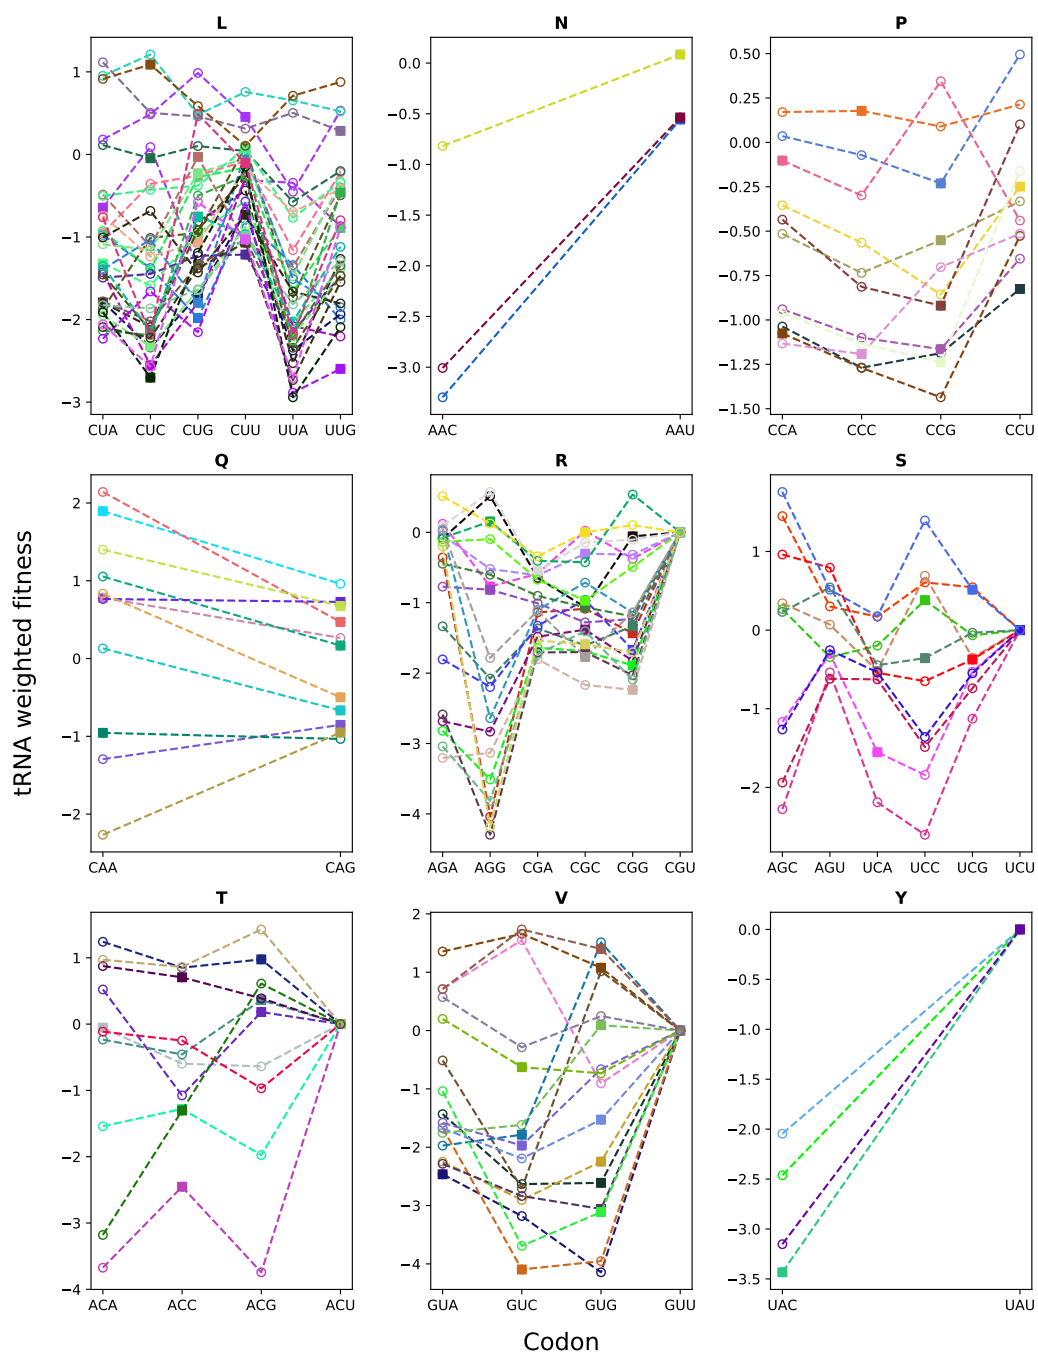 L
N
P
1
0
−1
−2
−3
CUA CUC CUG CUU UUA UUG
0.0
−0.5
−1.0
−1.5
−2.0
−2.5
−3.0
AAC AAU
0.50
0.25
0.00
−0.25
−0.50
−0.75
−1.00
−1.25
−1.50
CCA CCC CCG CCU
Q
R
S
2
1
0
−1
−2
CAA CAG
0
−1
−2
−3
−4
AGA AGG CGA CGC CGG CGU
1
0
−1
−2
AGC AGU UCA UCC UCG UCU
tRNA weighted fitness
T
V
Y
1
0
−1
−2
−3
−4
ACA ACC ACG ACU
2
1
0
−1
−2
−3
−4
GUA GUC GUG GUU
0.0
−0.5
−1.0
−1.5
−2.0
−2.5
−3.0
−3.5
UAC UAU
Codon